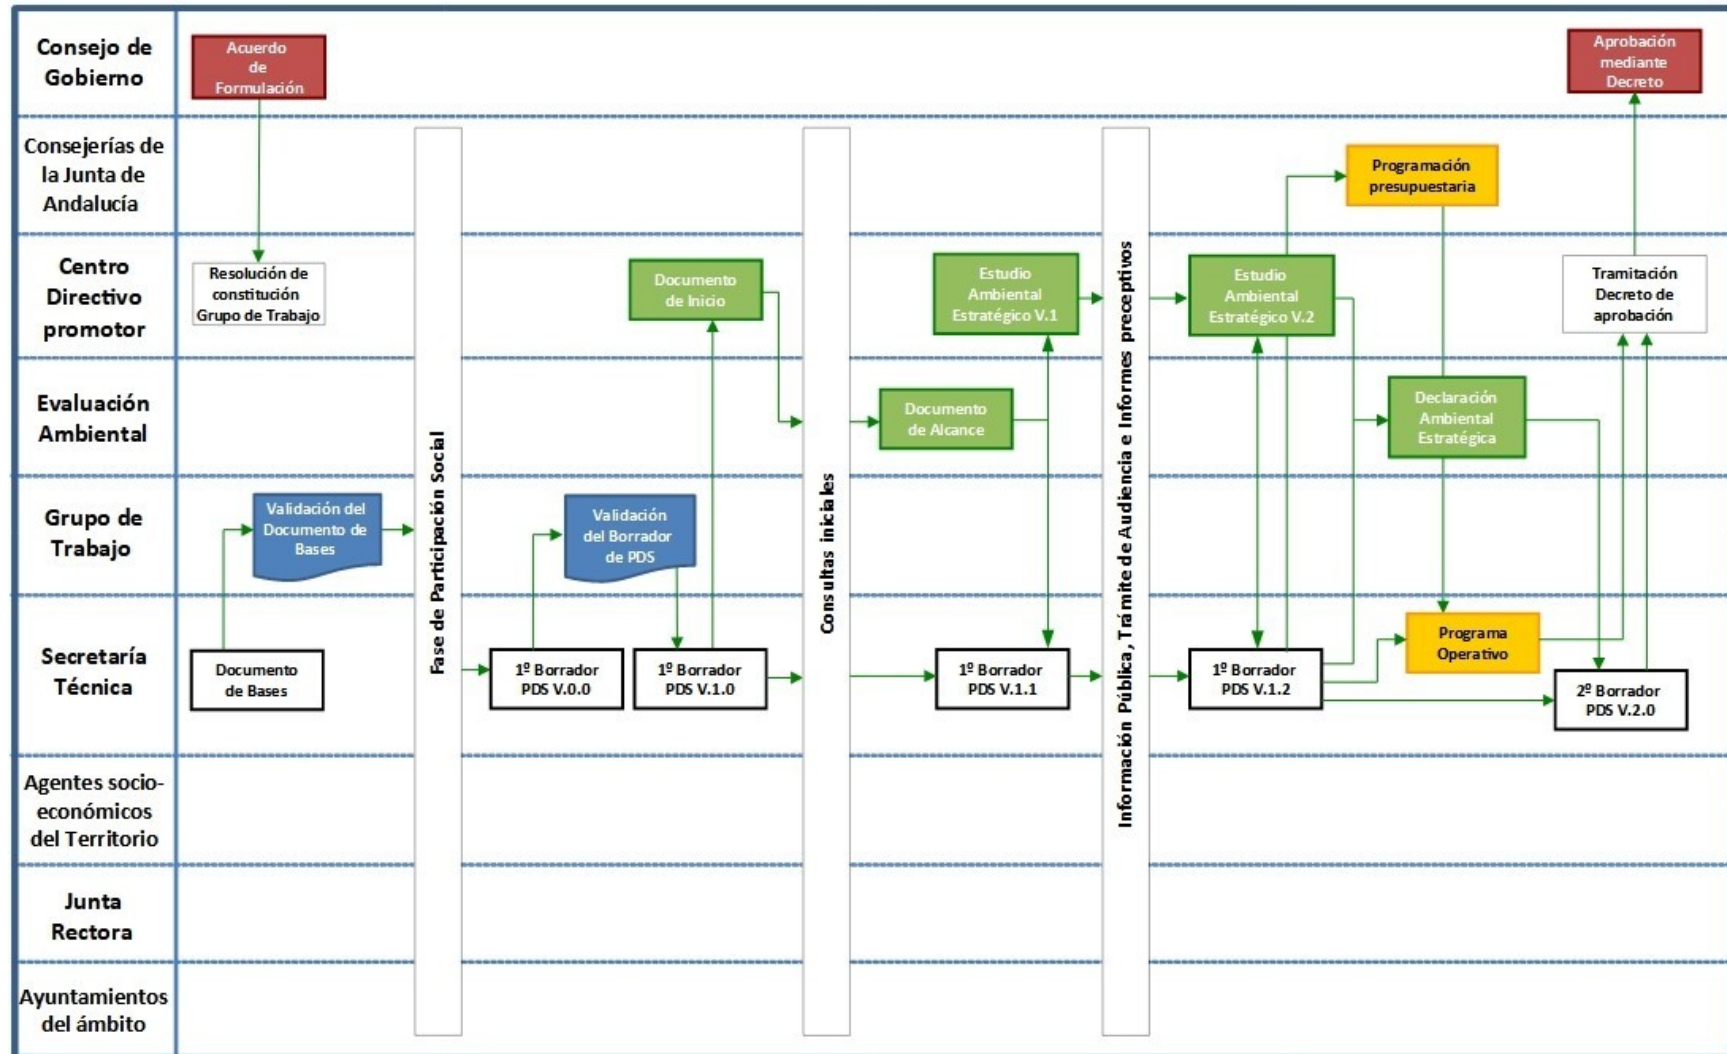 Consejo de
Gobierno
Acuerdo
de
Formulación
Aprobación
mediante
Decreto
Consejerías de
la Junta de
Andalucía
Programación
presupuestaria
Centro
Directivo
promotor
Resolución de
constitución
Grupo de Trabajo
Documento
de Inicio
Estudio
Ambiental
Estratégico V.1
Estudio
Ambiental
Estratégico V.2
Tramitación
Decreto de
aprobación
Evaluación
Ambiental
Documento
de Alcance
Declaración
Ambiental
Estratégica
Grupo de
Trabajo
Validación del
Documento de
Bases
Validación
del Borrador
de PDS
Fase de Participación Social
Consultas iniciales
Información Pública, Trámite de Audiencia e Informes preceptivos
Secretaría
Técnica
Documento
de Bases
1º Borrador
PDS V.0.0
1º Borrador
PDS V.1.0
1º Borrador
PDS V.1.1
1º Borrador
PDS V.1.2
Programa
Operativo
2º Borrador
PDS V.2.0
Agentes socio-
económicos
del Territorio
Junta
Rectora
Ayuntamientos
del ámbito